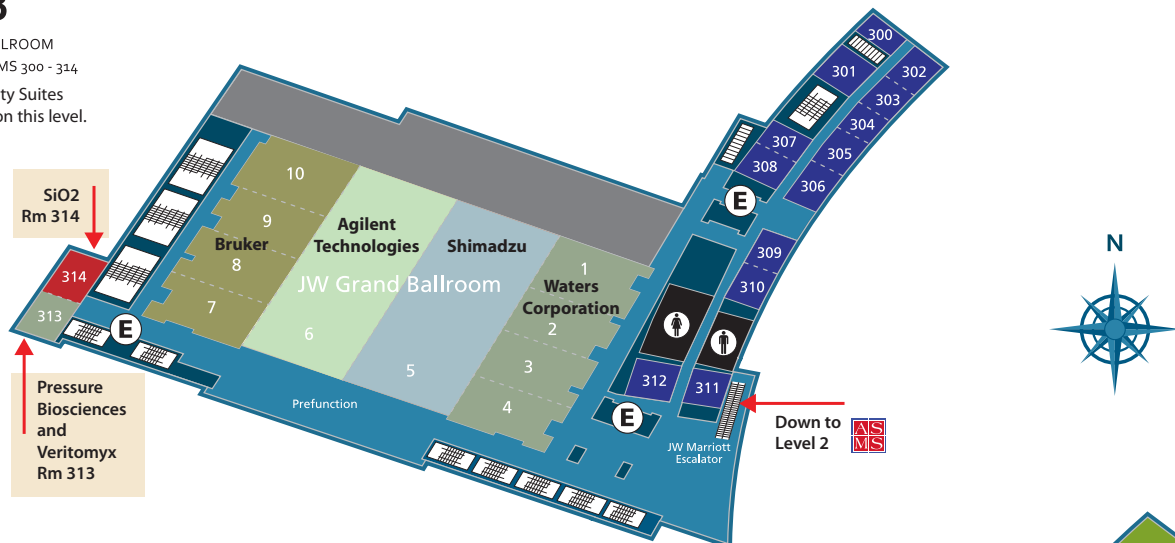 3
LROOM
MS 300 - 314
ty Suites
on this level.
SiO2
Rm 314
314
313
E
Pressure
Biosciences
and
Veritomyx
Rm 313
10
9
Bruker
8
7
Agilent
Technologies
6
Shimadzu
5
JW Grand Ballroom
1
Waters
Corporation
2
3
4
Prefunction
300
301
302
303
304
305
306
307
308
E
309
310
312
311
E
JW Marriott
Escalator
Down to
Level 2
AS
MS
N